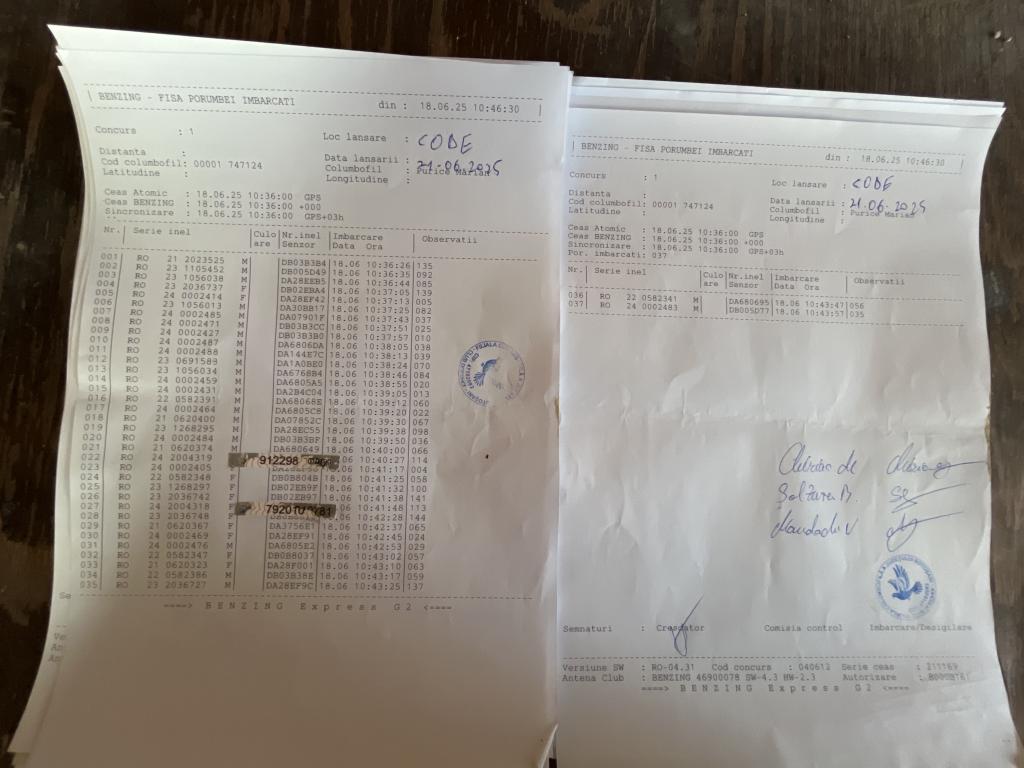 BENZING - FISA PORUMBEI IMBARCATI din : 18.06.25 10:46:30
Concurs : 1 Loc lansare : CODE
Distanta : Data lansarii : 21.06.2025
Cod columbofil: 00001 747124 Columbofil : Purice Marian
Latitudine : Longitudine :
Ceas Atomic : 18.06.25 10:36:00 GPS
Ceas BENZING : 18.06.25 10:36:00 +000
Sincronizare : 18.06.25 10:36:00 GPS+03h
Nr. Serie inel Culo Nr.inel Imbarcare Observatii
are Senzor Data Ora
001 RO 21 2023525 M DB03B3B4 18.06 10:36:26 135
002 RO 23 1105452 M DB005D49 18.06 10:36:35 092
003 RO 23 1056038 M DA28EEB5 18.06 10:36:44 085
004 RO 23 2036737 F DB02EBA4 18.06 10:37:05 139
005 RO 24 0002414 F DA28EF42 18.06 10:37:13 005
006 RO 23 1056013 M DA30BB17 18.06 10:37:25 082
007 RO 24 0002485 M DA07901F 18.06 10:37:43 037
008 RO 24 0002471 M DB03B3CC 18.06 10:37:51 025
009 RO 24 0002427 M DB03B3B0 18.06 10:37:57 010
010 RO 24 0002487 M DA6806DA 18.06 10:38:05 038
011 RO 24 0002488 M DA144E7C 18.06 10:38:13 039
012 RO 23 0691589 M DA1A0BE0 18.06 10:38:24 070
013 RO 23 1056034 M DA6768B4 18.06 10:38:46 084
014 RO 24 0002459 M DA6805A5 18.06 10:38:55 020
015 RO 24 0002431 M DA2B4C04 18.06 10:39:05 013
016 RO 22 0582391 M DA68068E 18.06 10:39:12 060
017 RO 24 0002464 M DA6805C8 18.06 10:39:20 022
018 RO 21 0620400 M DA07852C 18.06 10:39:30 067
019 RO 23 1268295 M DA28EC55 18.06 10:39:38 098
020 RO 24 0002484 M DB03B3BF 18.06 10:39:50 036
021 RO 21 0620374 M DA680649 18.06 10:40:00 066
022 RO 24 2004319 912298 10:40:27 114
023 RO 24 0002405 F 18.06 10:41:17 004
024 RO 22 0582348 F DB0B804B 18.06 10:41:25 058
025 RO 23 1268297 F DB02EB9F 18.06 10:41:32 100
026 RO 23 2036742 F DB02EB97 18.06 10:41:38 141
027 RO 24 2004318 F 792010 10:41:48 113
028 RO 23 2036748 F 18.06 10:42:28 144
029 RO 21 0620367 F DA3756E1 18.06 10:42:37 065
030 RO 24 0002469 F DA28EF91 18.06 10:42:45 024
031 RO 24 0002476 M DA6805E2 18.06 10:42:53 029
032 RO 22 0582347 F DB0B8037 18.06 10:43:02 057
033 RO 21 0620323 F DA28F001 18.06 10:43:10 063
034 RO 22 0582386 M DB03B38E 18.06 10:43:17 059
035 RO 23 2036727 M DA28EF9C 18.06 10:43:25 137
====> BENZING Express G2 <====
BENZING - FISA PORUMBEI IMBARCATI din : 18.06.25 10:46:30
Concurs : 1 Loc lansare : CODE
Distanta : Data lansarii : 21.06.2025
Cod columbofil: 00001 747124 Columbofil : Purice Marian
Latitudine : Longitudine :
Ceas Atomic : 18.06.25 10:36:00 GPS
Ceas BENZING : 18.06.25 10:36:00 +000
Sincronizare : 18.06.25 10:36:00 GPS+03h
Por. imbarcati: 037
Nr. Serie inel Culo Nr.inel Imbarcare Observatii
are Senzor Data Ora
036 RO 22 0582341 M DA680695 18.06 10:43:47 056
037 RO 24 0002483 M DB005D77 18.06 10:43:57 035
Semnaturi : Crescator Comisia control Imbarcare/Desigilare
Versiune SW : RO-04.31 Cod concurs : 040612 Serie ceas : 211169
Antena Club : BENZING 46900078 SW-4.3 HW-2.3 Autorizare :
====> BENZING Express G2 <====